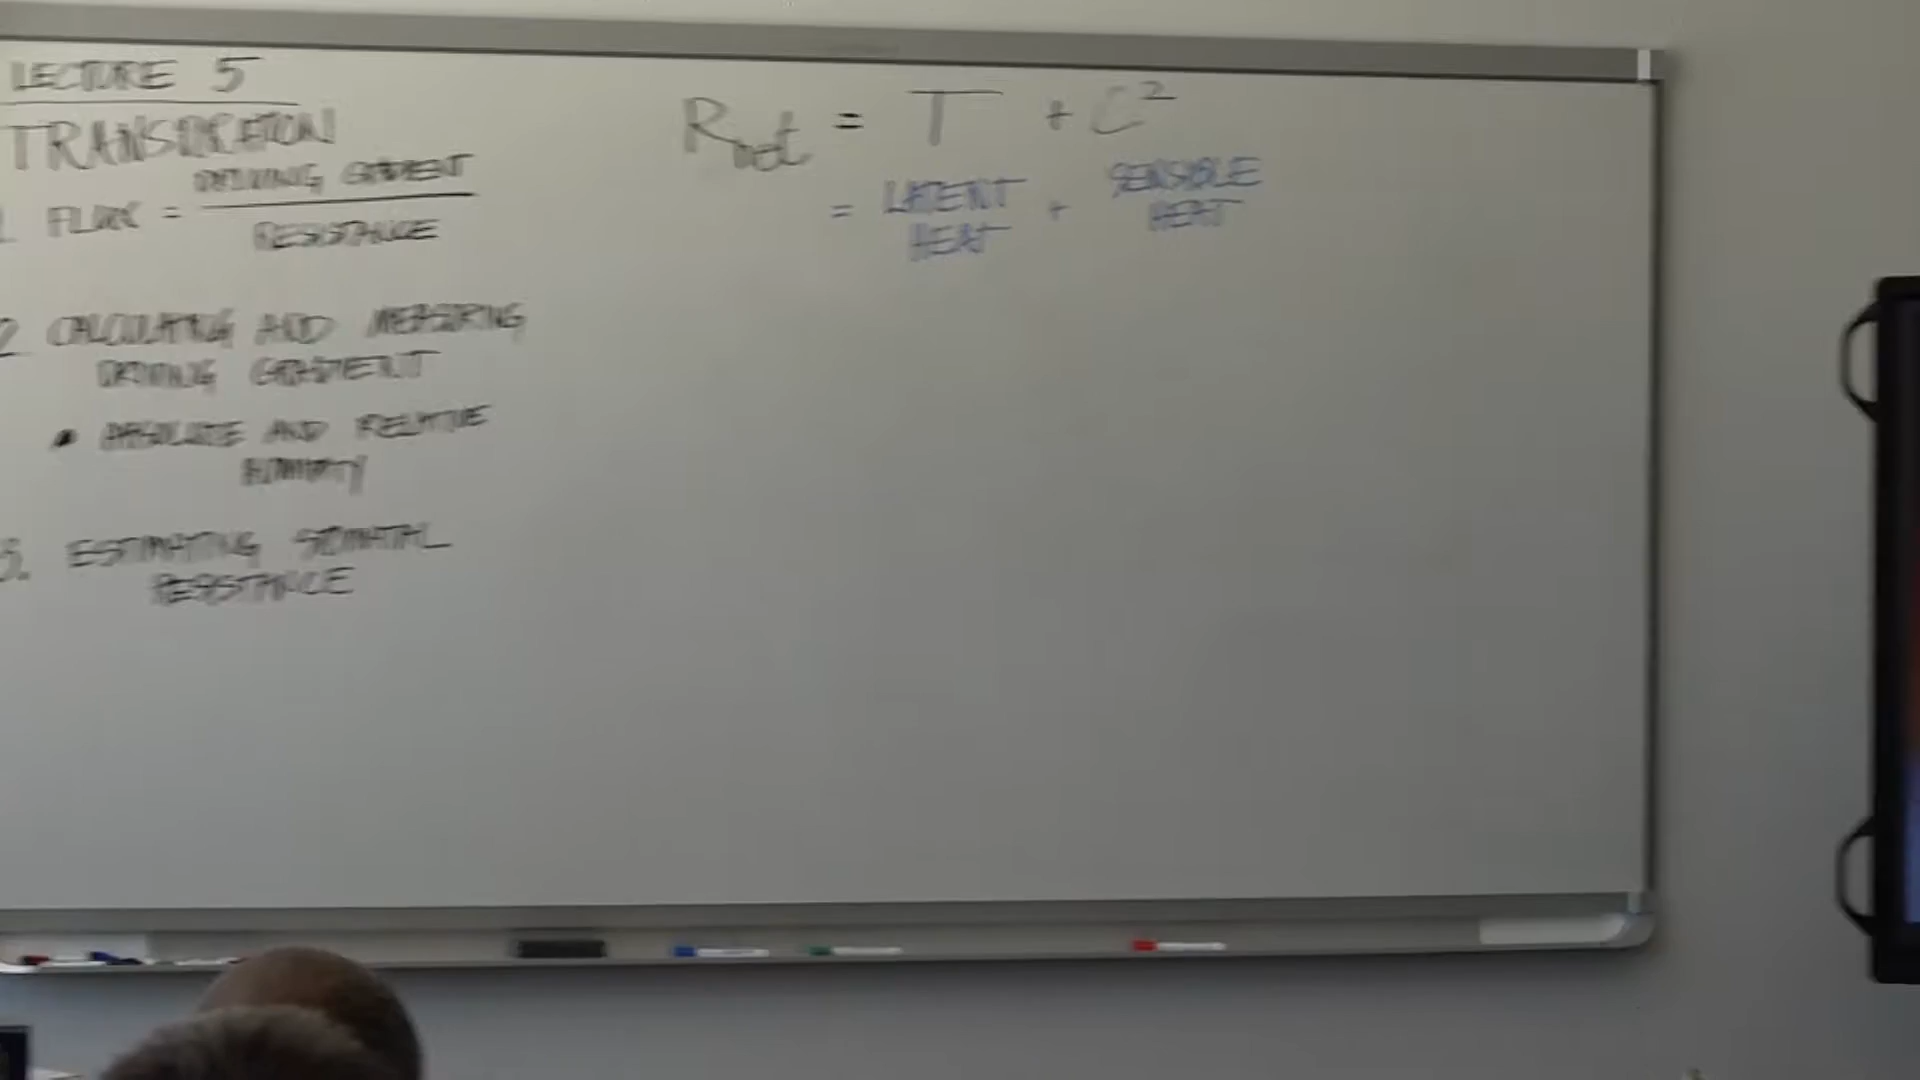 LECTURE 5
TRANSPIRATION
1. FLUX = DRIVING GRADIENT
RESISTANCE
2. CALCULATING AND MEASURING
DRIVING GRADIENT
• ABSOLUTE AND RELATIVE
HUMIDITY
3. ESTIMATING STOMATAL
RESISTANCE
Rnet = T + C²
= LATENT HEAT + SENSIBLE HEAT